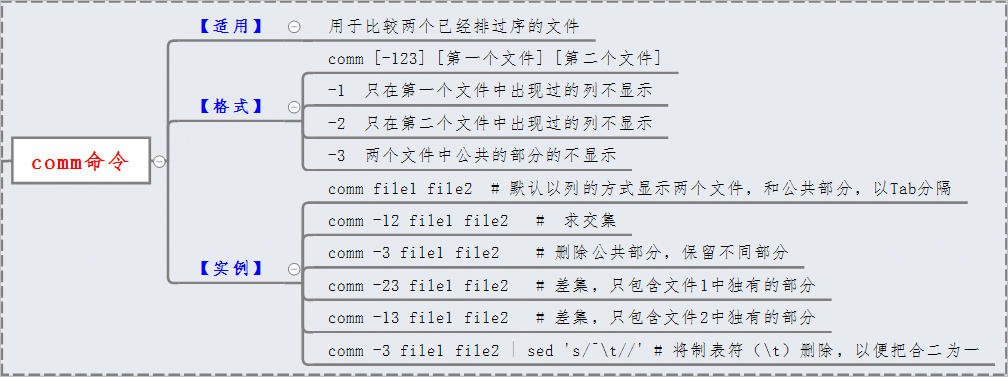 comm命令
【适用】
用于比较两个已经排过序的文件
【格式】
comm [-123] [第一个文件] [第二个文件]
-1 只在第一个文件中出现过的列不显示
-2 只在第二个文件中出现过的列不显示
-3 两个文件中公共的部分的不显示
【实例】
comm file1 file2 # 默认以列的方式显示两个文件，和公共部分，以Tab分隔
comm -12 file1 file2 # 求交集
comm -3 file1 file2 # 删除公共部分，保留不同部分
comm -23 file1 file2 # 差集，只包含文件1中独有的部分
comm -13 file1 file2 # 差集，只包含文件2中独有的部分
comm -3 file1 file2 | sed 's/^\t//' # 将制表符（\t）删除，以便把合二为一